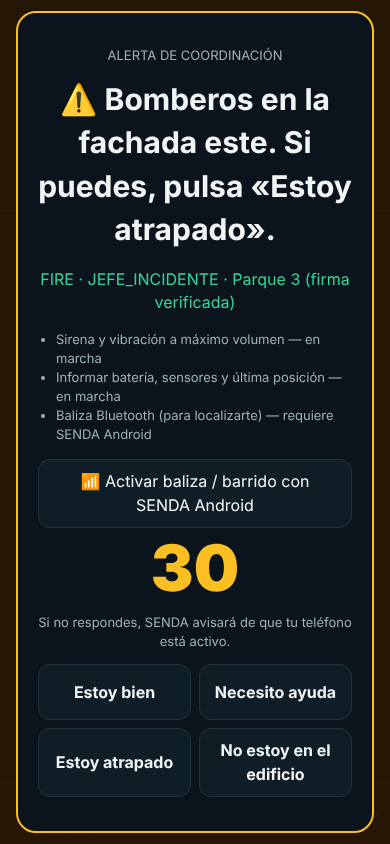 ALERTA DE COORDINACIÓN
⚠️ Bomberos en la
fachada este. Si
puedes, pulsa «Estoy
atrapado».
FIRE · JEFE_INCIDENTE · Parque 3 (firma
verificada)
• Sirena y vibración a máximo volumen — en
marcha
• Informar batería, sensores y última posición —
en marcha
• Baliza Bluetooth (para localizarte) — requiere
SENDA Android
📶 Activar baliza / barrido con
SENDA Android
30
Si no respondes, SENDA avisará de que tu teléfono
está activo.
Estoy bien
Necesito ayuda
Estoy atrapado
No estoy en el
edificio